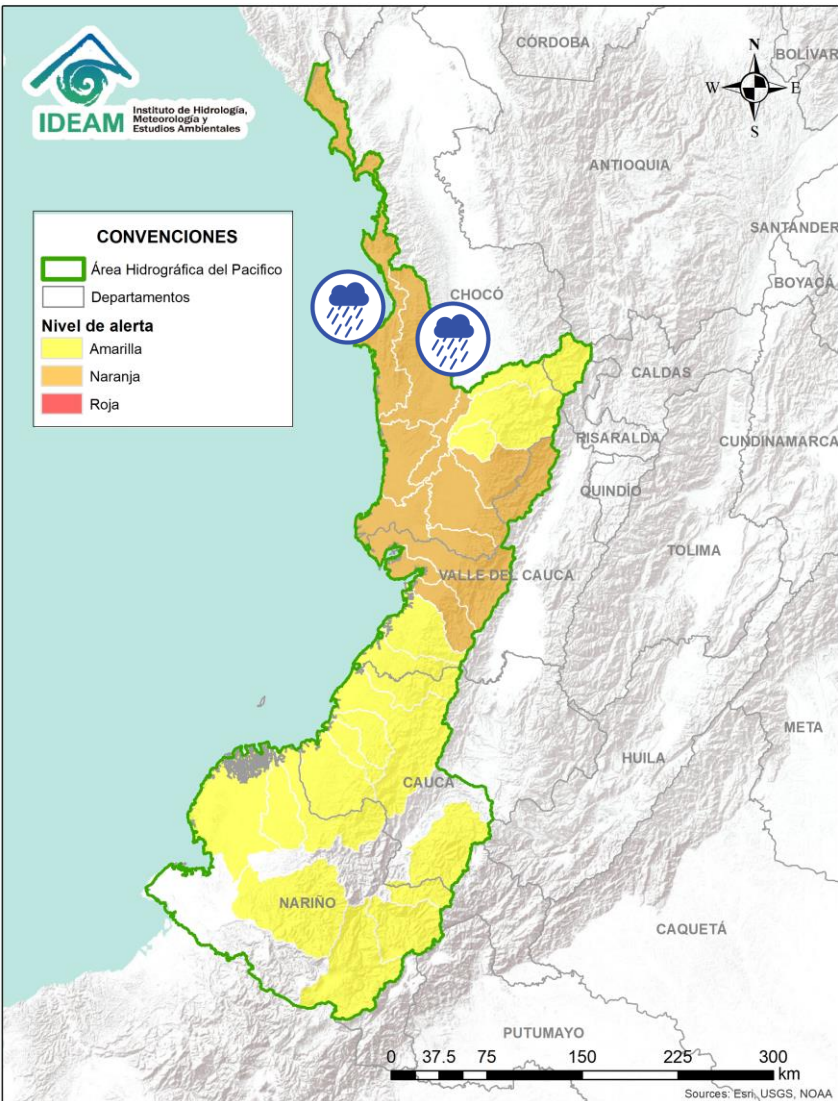 IDEAM
Instituto de Hidrología,
Meteorología y
Estudios Ambientales
CÓRDOBA
BOLÍVAR
N
W
E
S
ANTIOQUIA
SANTANDER
BOYACÁ
CONVENCIONES
Área Hidrográfica del Pacifico
Departamentos
Nivel de alerta
Amarilla
Naranja
Roja
CHOCÓ
CALDAS
RISARALDA
CUNDINAMARCA
QUINDÍO
TOLIMA
VALLE DEL CAUCA
META
HUILA
CAUCA
NARIÑO
CAQUETÁ
PUTUMAYO
0 37.5 75 150 225 300
km
Sources: Esri, USGS, NOAA